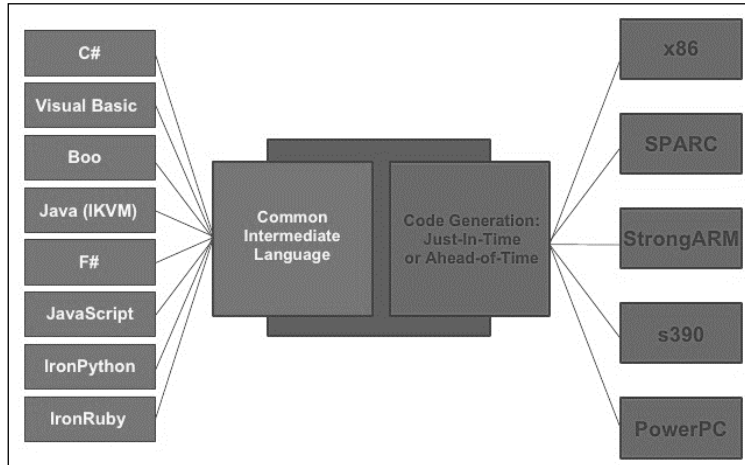 C#
Visual Basic
Boo
Java (IKVM)
F#
JavaScript
IronPython
IronRuby
Common
Intermediate
Language
Code Generation:
Just-In-Time
or Ahead-of-Time
x86
SPARC
StrongARM
s390
PowerPC